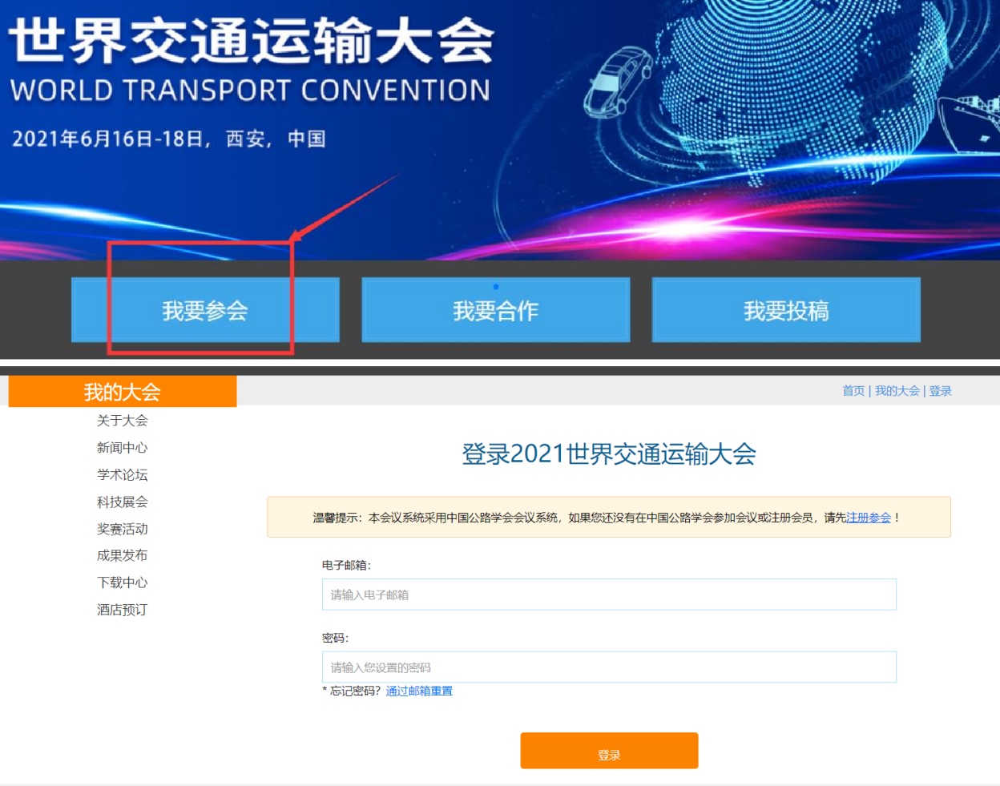 世界交通运输大会
WORLD TRANSPORT CONVENTION
2021年6月16日-18日，西安，中国
我要参会
我要合作
我要投稿
我的大会
首页 | 我的大会 | 登录
关于大会
新闻中心
学术论坛
科技展会
奖赛活动
成果发布
下载中心
酒店预订
登录2021世界交通运输大会
温馨提示：本会议系统采用中国公路学会会议系统，如果您还没有在中国公路学会参加会议或注册会员，请先注册参会！
电子邮箱：
请输入电子邮箱
密码：
请输入您设置的密码
* 忘记密码？通过邮箱重置
登录